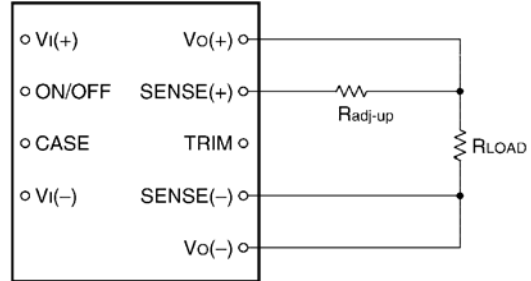 VI(+) VO(+)
ON/OFF SENSE(+)
Radj-up
CASE TRIM
RLOAD
VI(−) SENSE(−)
VO(−)